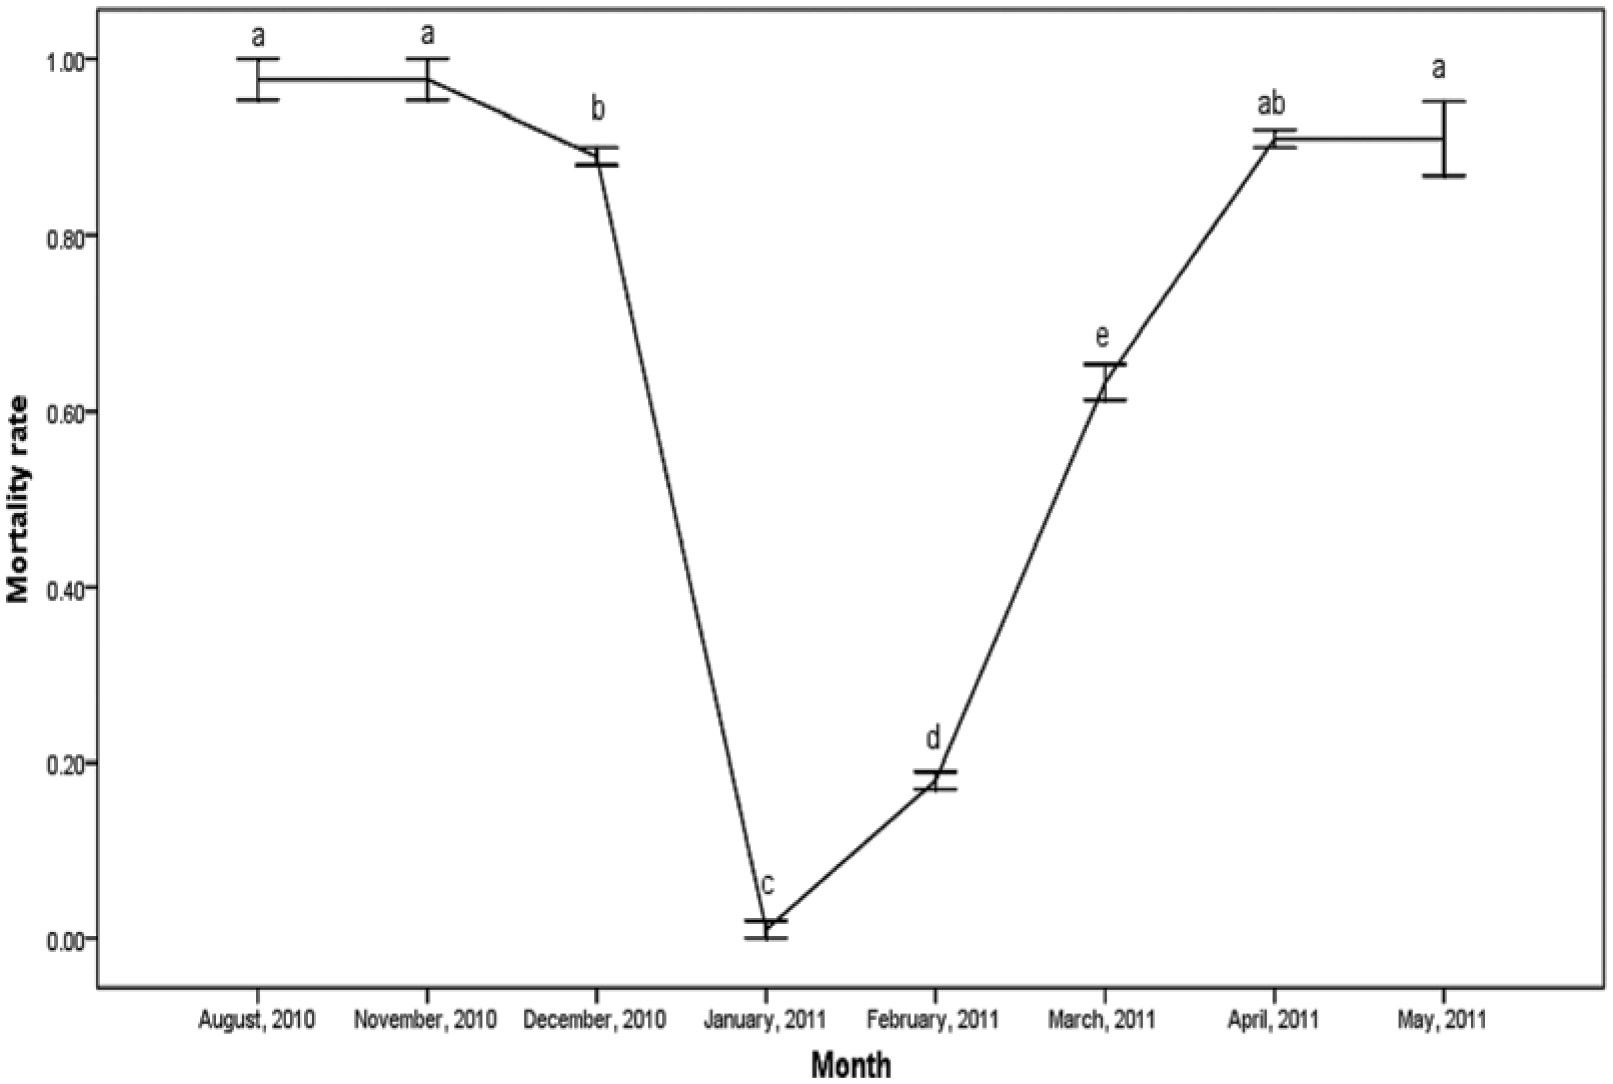 a
a
a
ab
b
e
d
c
1.00
0.80
0.60
0.40
0.20
0.00
Mortality rate
August, 2010 November, 2010 December, 2010 January, 2011 February, 2011 March, 2011 April, 2011 May, 2011
Month